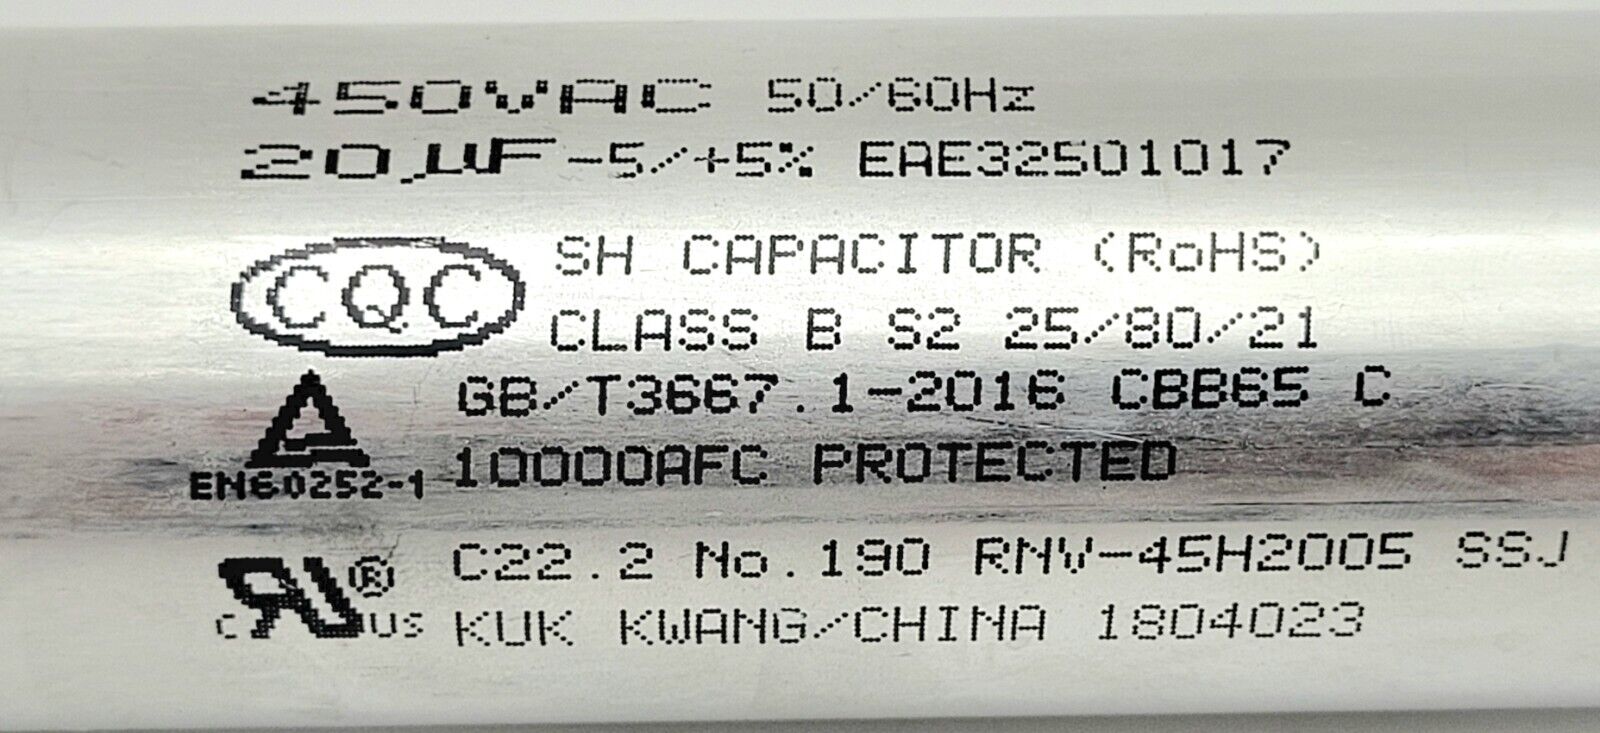 450VAC 50/60Hz
20µF-5/+5% EAE32501017
CQC
SH CAPACITOR (RoHS)
CLASS B S2 25/80/21
GB/T3667.1-2016 CBB65 C
10000AFC PROTECTED
EN60252-1
C22.2 No.190 RNV-45H2005 SSJ
c RU ® US KUK KWANG/CHINA 1804023